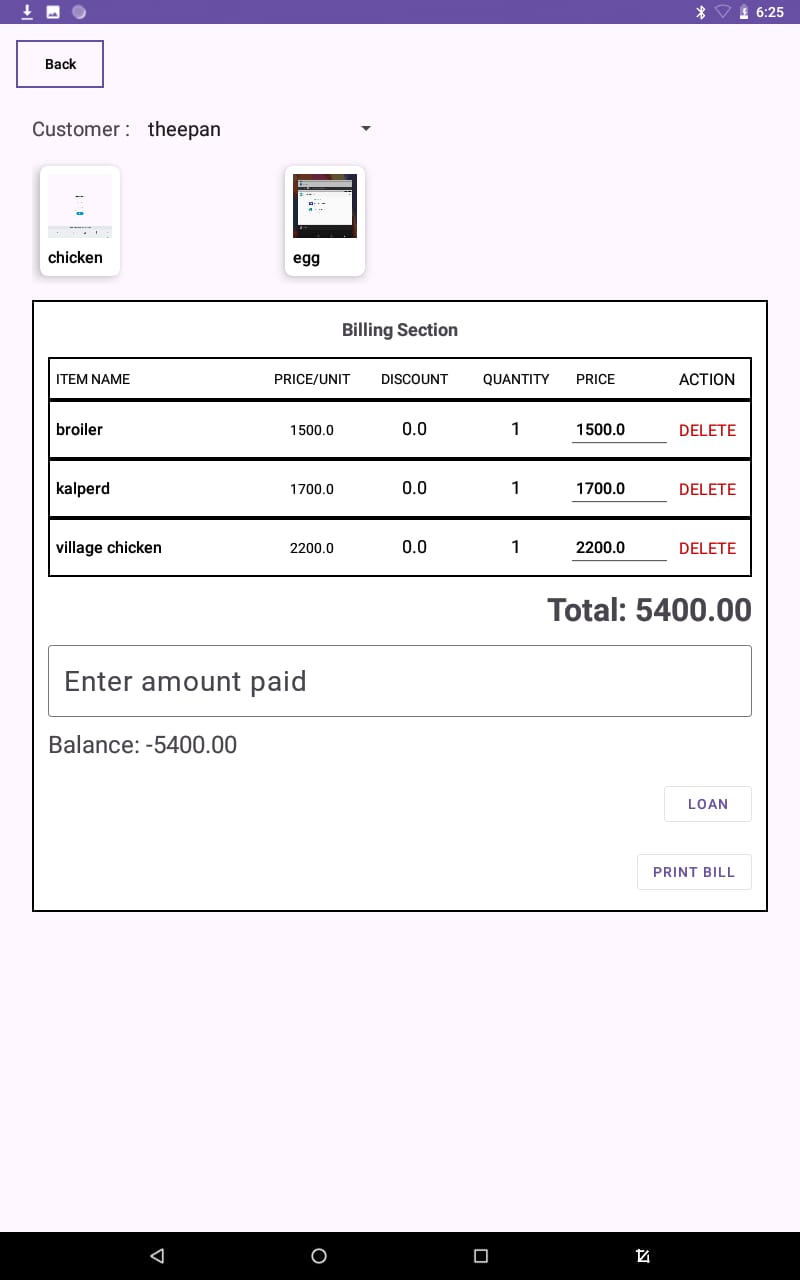 6:25
Back
Customer : theepan
chicken egg
Billing Section
ITEM NAME PRICE/UNIT DISCOUNT QUANTITY PRICE ACTION
broiler 1500.0 0.0 1 1500.0 DELETE
kalperd 1700.0 0.0 1 1700.0 DELETE
village chicken 2200.0 0.0 1 2200.0 DELETE
Total: 5400.00
Enter amount paid
Balance: -5400.00
LOAN
PRINT BILL